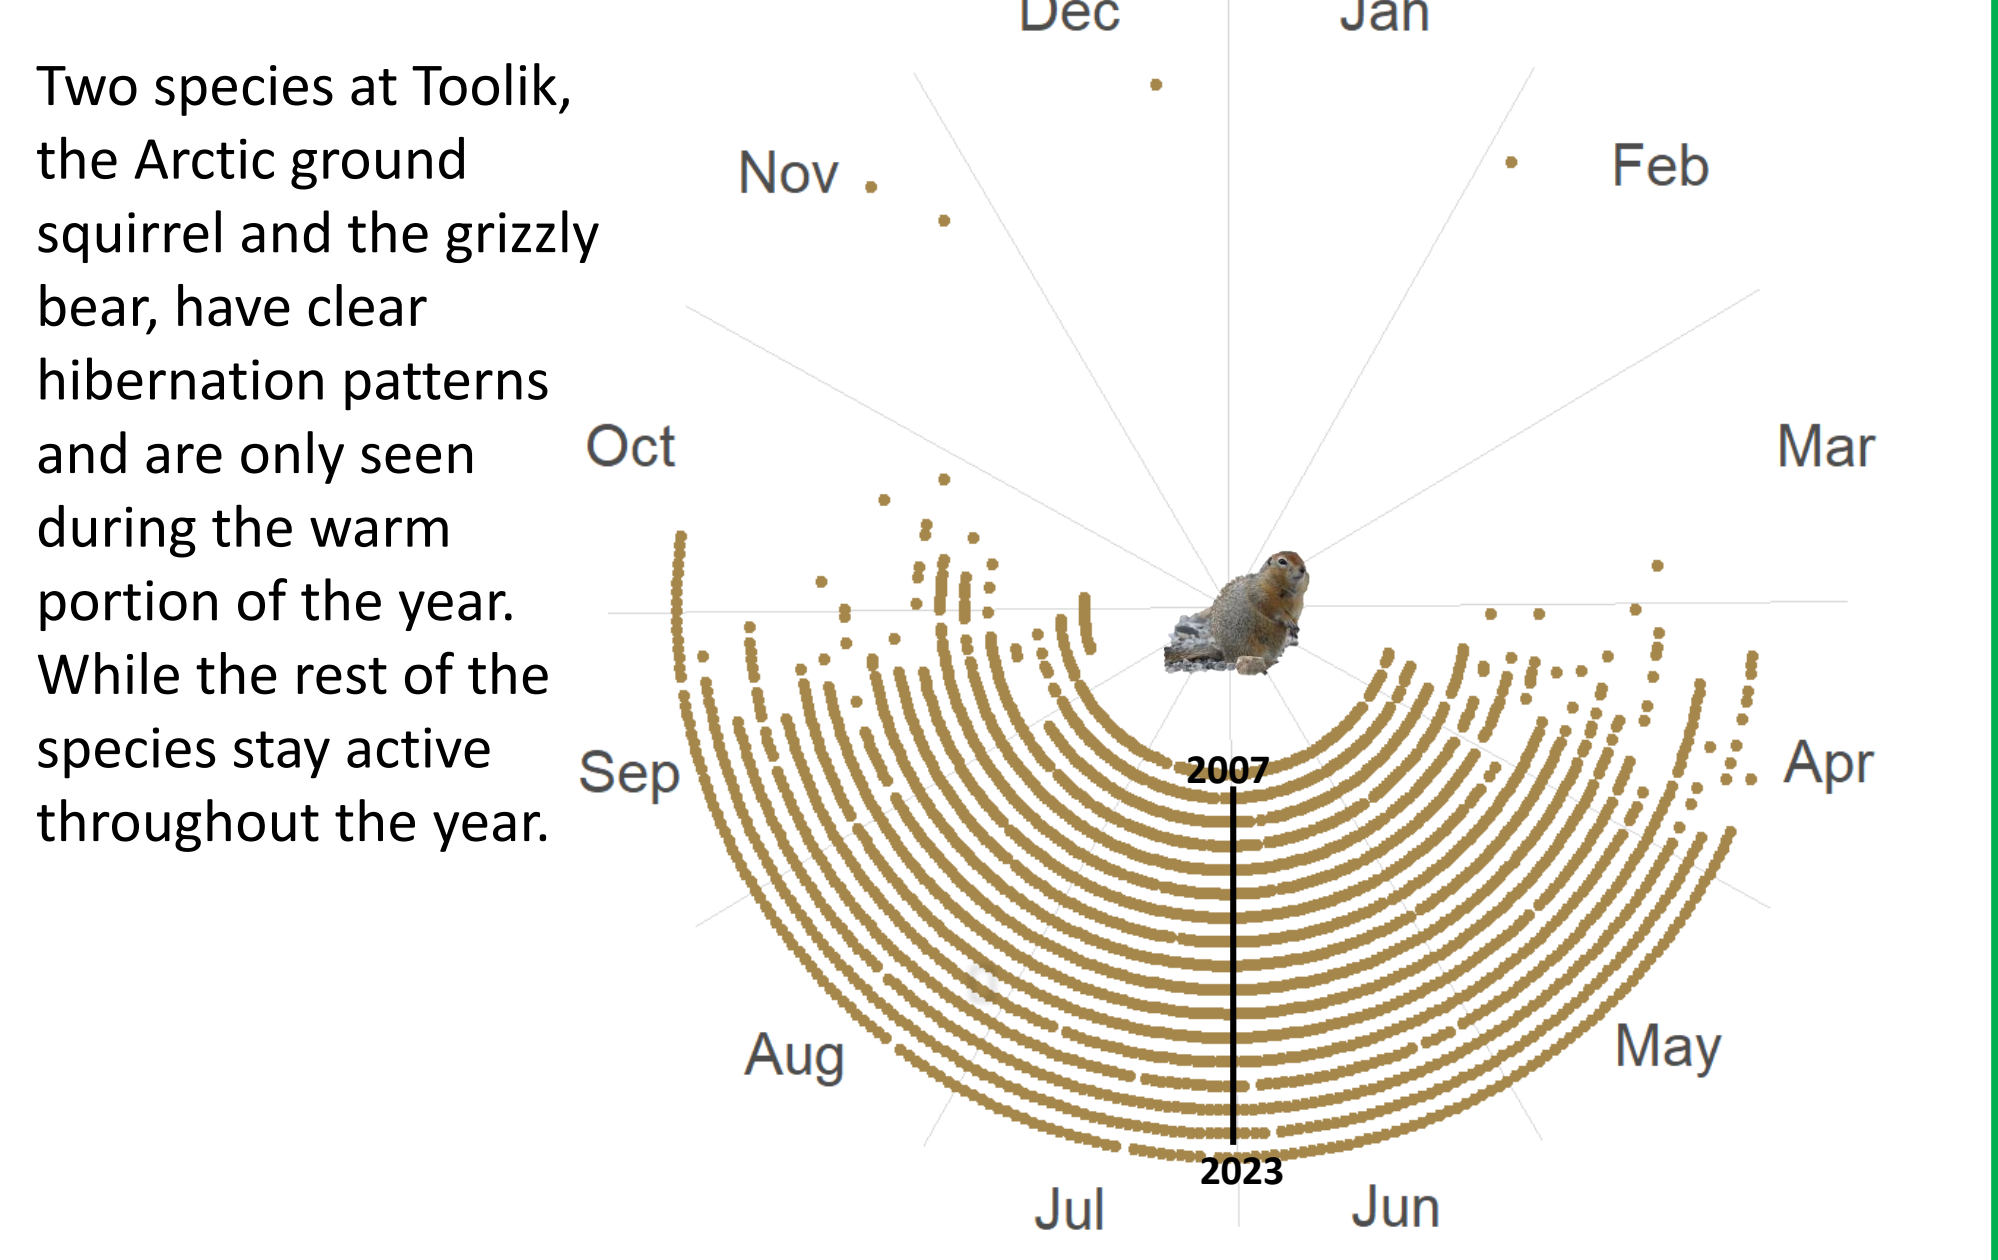 Two species at Toolik,
the Arctic ground
squirrel and the grizzly
bear, have clear
hibernation patterns
and are only seen
during the warm
portion of the year.
While the rest of the
species stay active
throughout the year.
Dec
Jan
Nov
Feb
Oct
Mar
Sep
2007
Apr
Aug
May
2023
Jul
Jun